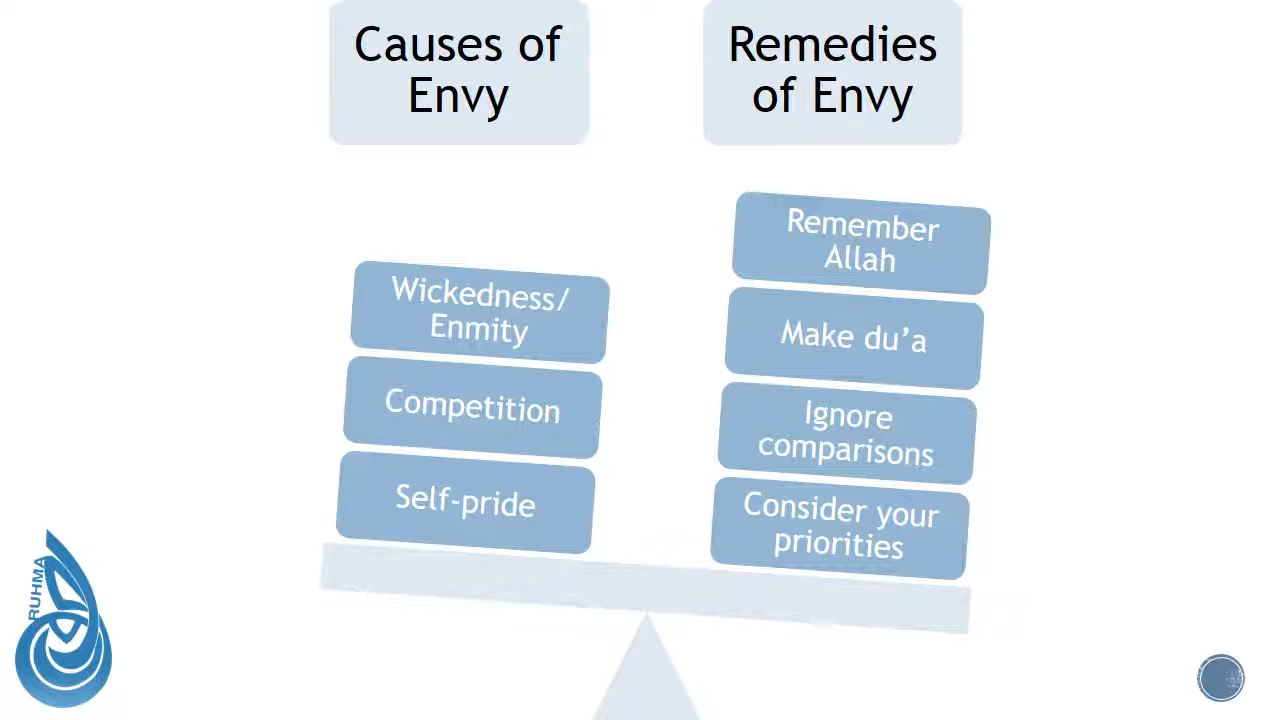 Causes of
Envy
Remedies
of Envy
Wickedness/
Enmity
Competition
Self-pride
Remember
Allah
Make du’a
Ignore
comparisons
Consider your
priorities
RUHMA